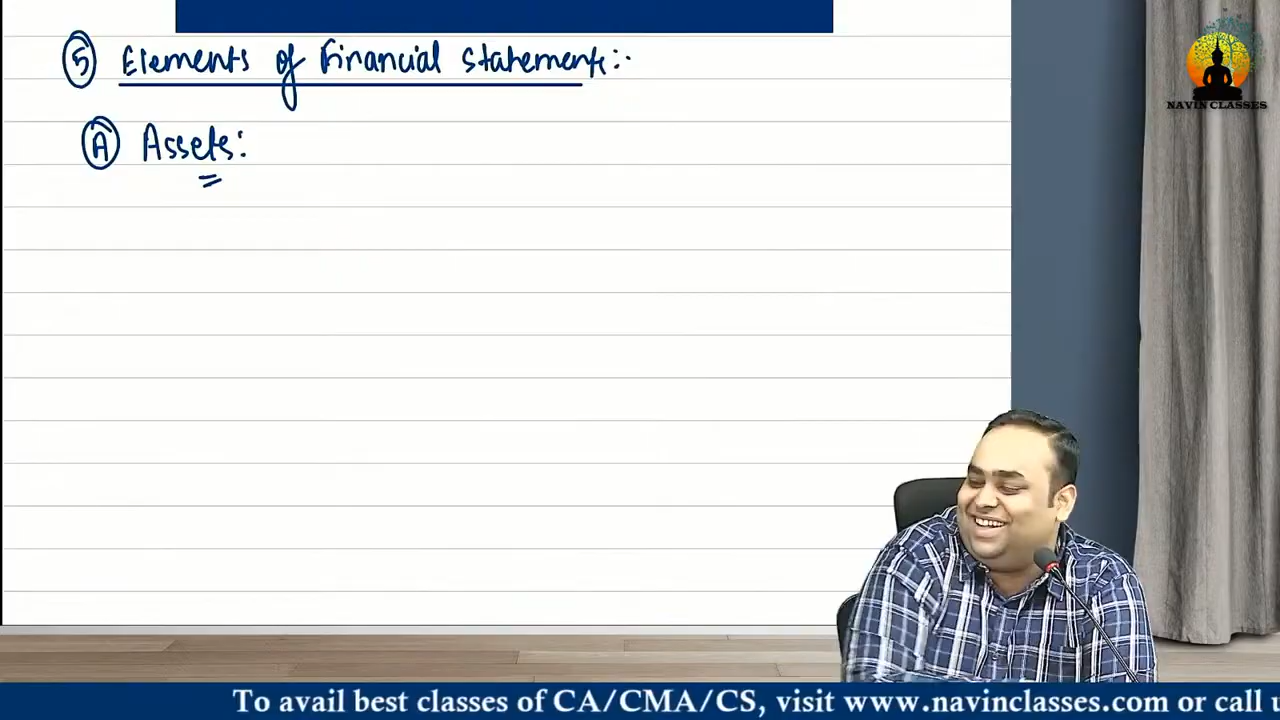 5 Elements of Financial Statements:-
NAVIN CLASSES
A Assets:
To avail best classes of CA/CMA/CS, visit www.navinclasses.com or call u